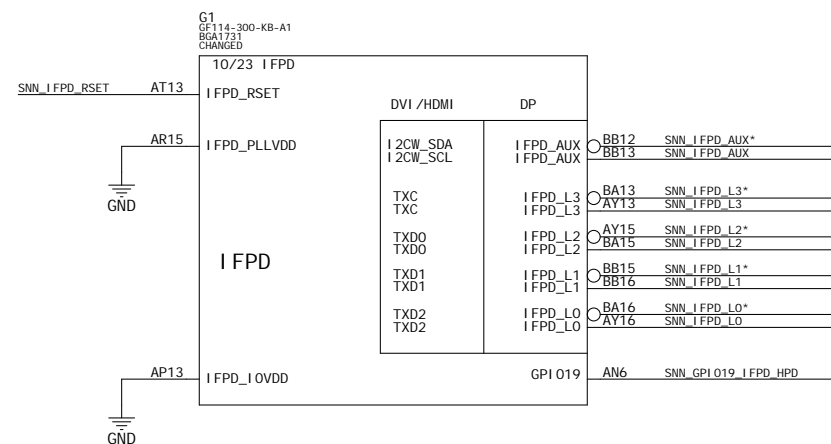 G1
GF114-300-KB-A1
BGA1731
CHANGED
10/23 IFPD
SNN_IFPD_RSET AT13 IFPD_RSET
DVI/HDMI DP
AR15 IFPD_PLLVDD
I2CW_SDA IFPD_AUX BB12 SNN_IFPD_AUX*
I2CW_SCL IFPD_AUX BB13 SNN_IFPD_AUX
GND
TXC IFPD_L3 BA13 SNN_IFPD_L3*
TXC IFPD_L3 AY13 SNN_IFPD_L3
TXD0 IFPD_L2 AY15 SNN_IFPD_L2*
TXD0 IFPD_L2 BA15 SNN_IFPD_L2
IFPD
TXD1 IFPD_L1 BB15 SNN_IFPD_L1*
TXD1 IFPD_L1 BB16 SNN_IFPD_L1
TXD2 IFPD_L0 BA16 SNN_IFPD_L0*
TXD2 IFPD_L0 AY16 SNN_IFPD_L0
AP13 IFPD_IOVDD
GPIO19 AN6 SNN_GPIO19_IFPD_HPD
GND